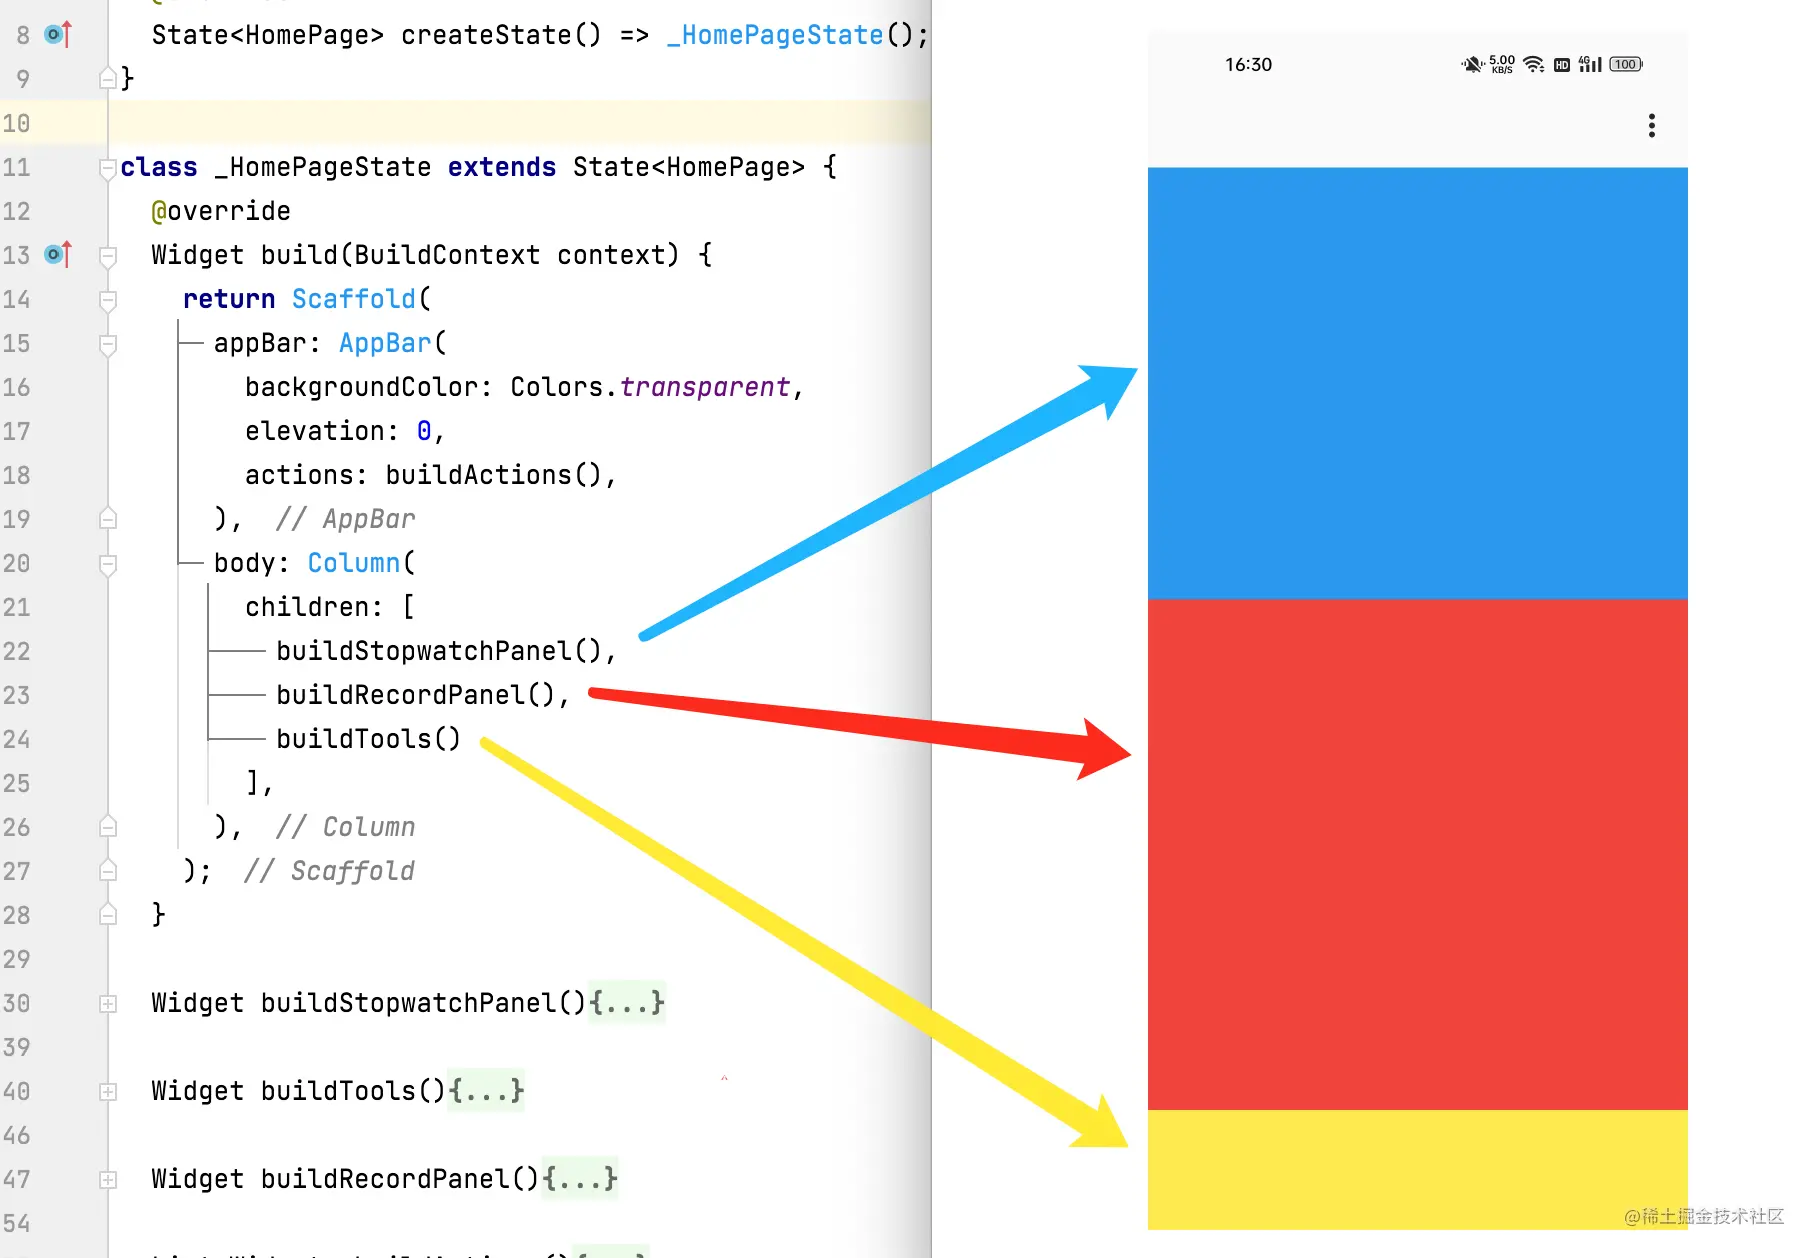 8 State<HomePage> createState() => _HomePageState();
9 }
10
11 class _HomePageState extends State<HomePage> {
12 @override
13 Widget build(BuildContext context) {
14 return Scaffold(
15 appBar: AppBar(
16 backgroundColor: Colors.transparent,
17 elevation: 0,
18 actions: buildActions(),
19 ), // AppBar
20 body: Column(
21 children: [
22 buildStopwatchPanel(),
23 buildRecordPanel(),
24 buildTools()
25 ],
26 ), // Column
27 ); // Scaffold
28 }
29
30 Widget buildStopwatchPanel(){...}
39
40 Widget buildTools(){...}
46
47 Widget buildRecordPanel(){...}
54
16:30 5.00 KB/S HD 4G 100
@稀土掘金技术社区